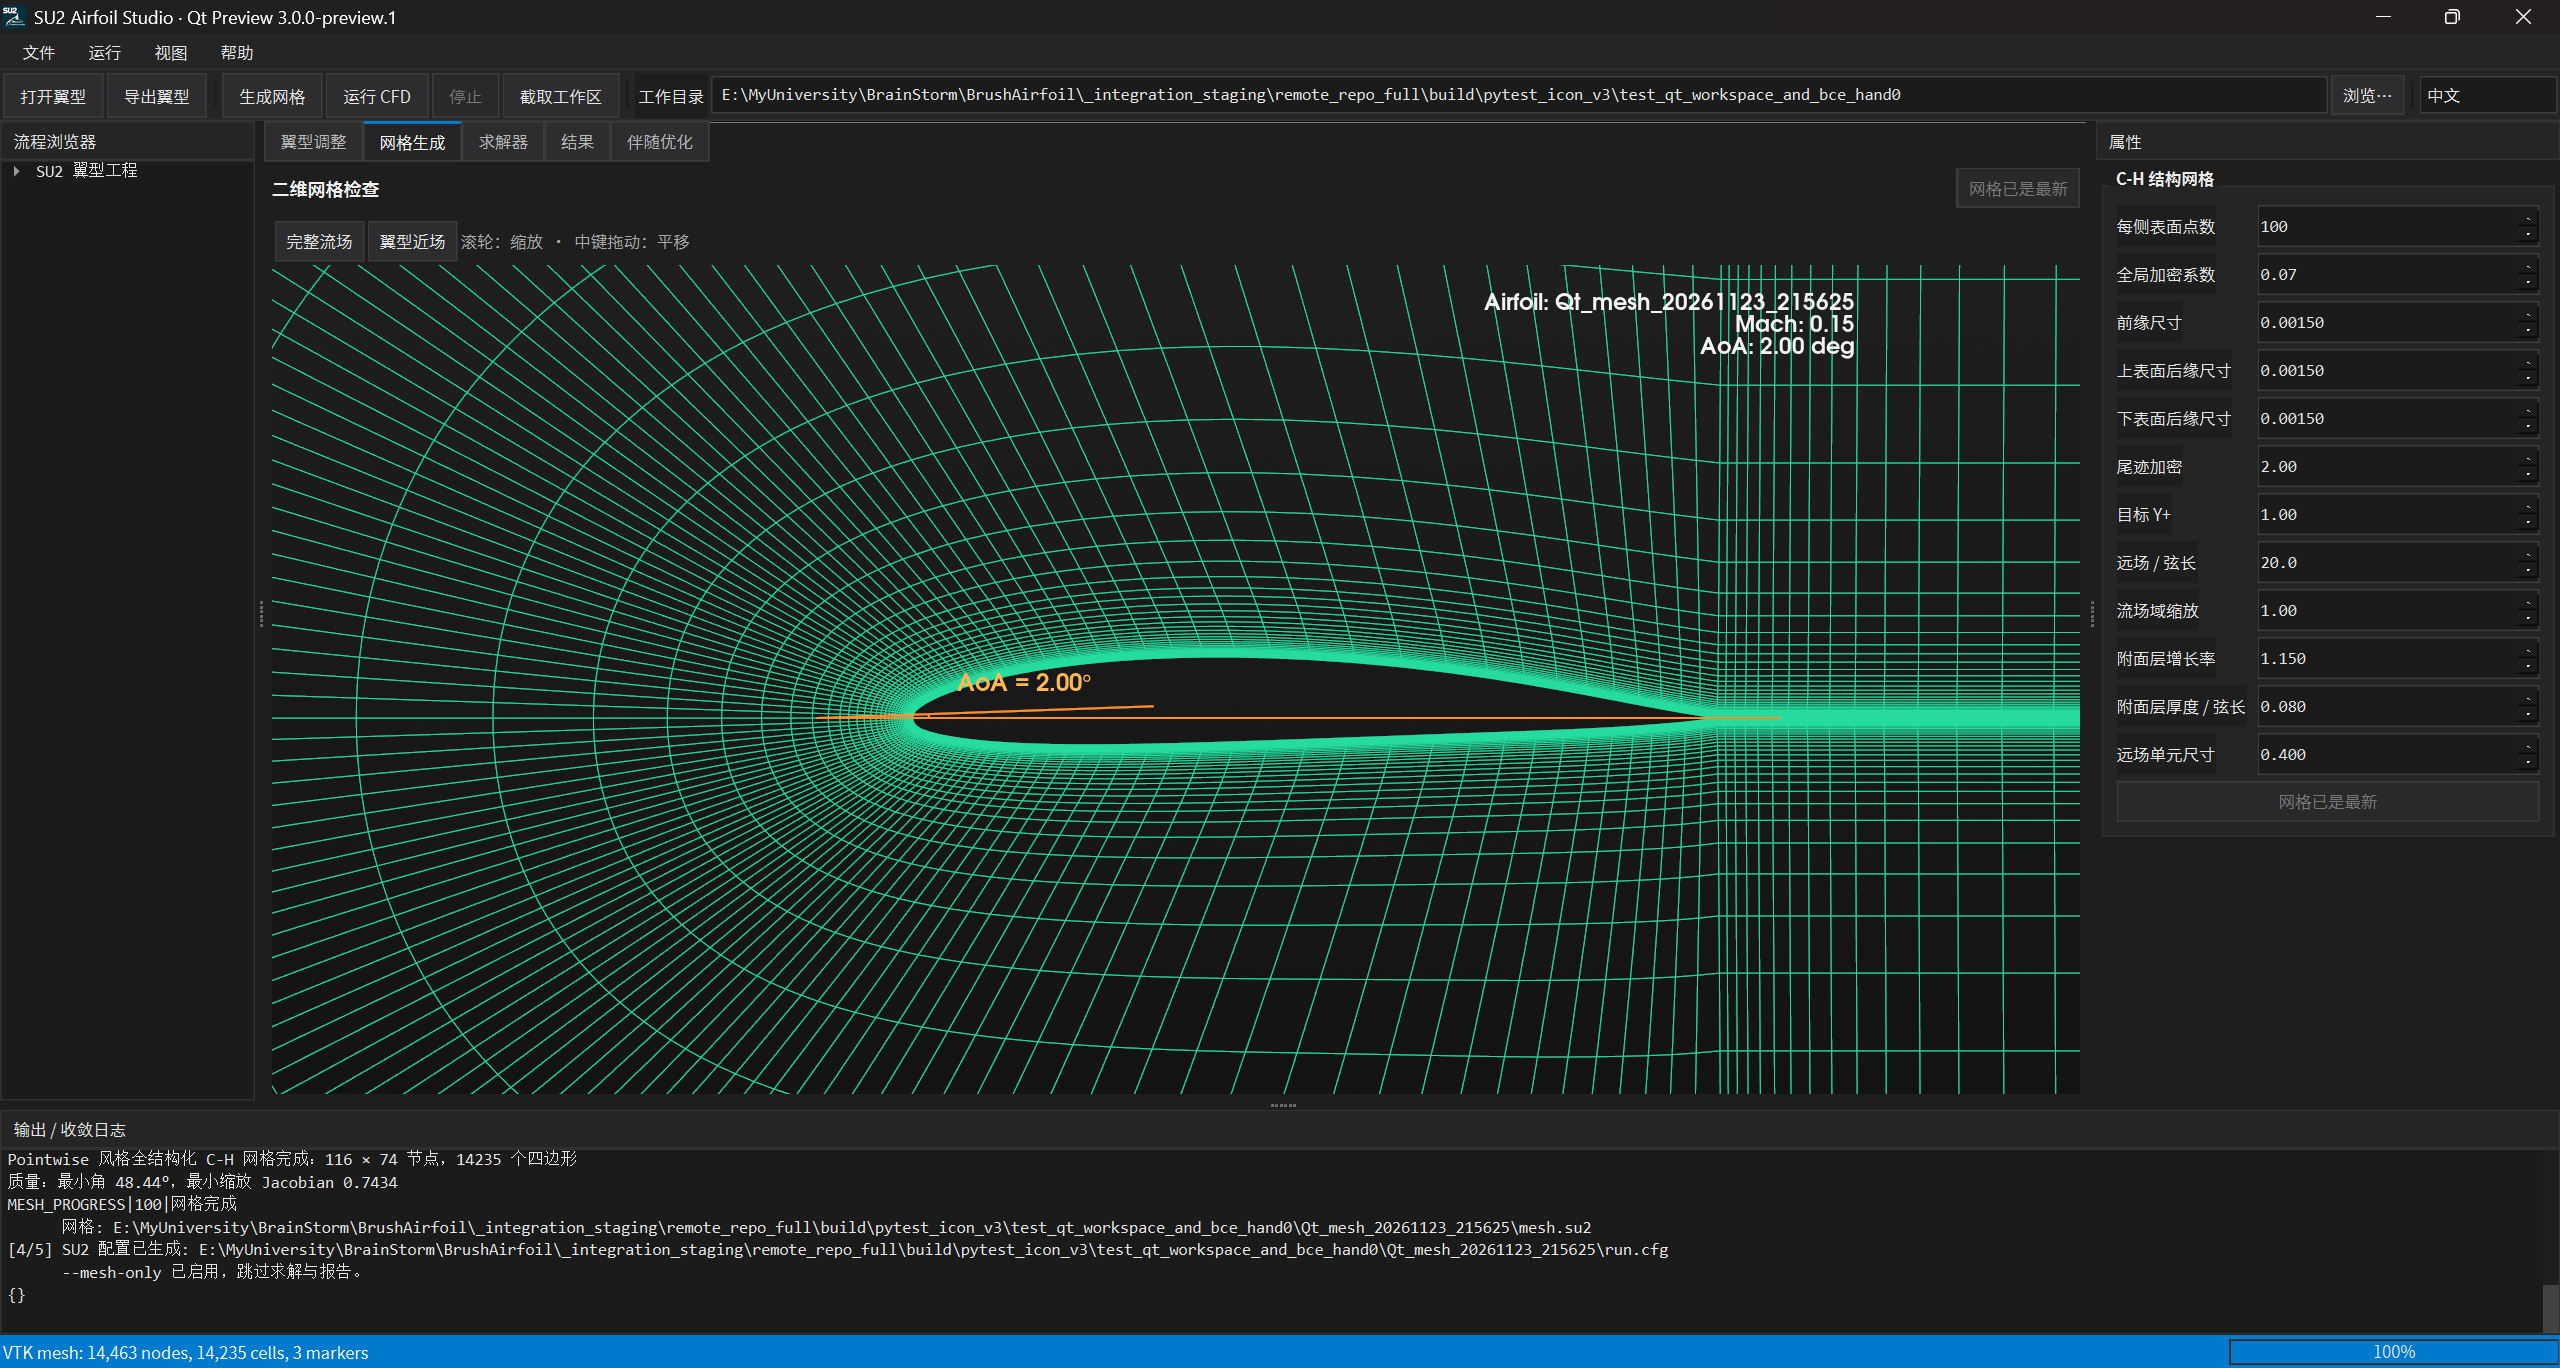 SU2 Airfoil Studio · Qt Preview 3.0.0-preview.1
文件 运行 视图 帮助
打开翼型 导出翼型 生成网格 运行 CFD 停止 截取工作区 工作目录 E:\MyUniversity\BrainStorm\BrushAirfoil\_integration_staging\remote_repo_full\build\pytest_icon_v3\test_qt_workspace_and_bce_hand0 浏览… 中文
流程浏览器
SU2 翼型工程
翼型调整 网格生成 求解器 结果 伴随优化
二维网格检查 网格已是最新
完整流场 翼型近场 滚轮：缩放 · 中键拖动：平移
Airfoil: Qt_mesh_20261123_215625
Mach: 0.15
AoA: 2.00 deg
AoA = 2.00°
属性
C-H 结构网格
每侧表面点数 100
全局加密系数 0.07
前缘尺寸 0.00150
上表面后缘尺寸 0.00150
下表面后缘尺寸 0.00150
尾迹加密 2.00
目标 Y+ 1.00
远场 / 弦长 20.0
流场域缩放 1.00
附面层增长率 1.150
附面层厚度 / 弦长 0.080
远场单元尺寸 0.400
网格已是最新
输出 / 收敛日志
Pointwise 风格全结构化 C-H 网格完成：116 × 74 节点，14235 个四边形
质量：最小角 48.44°，最小缩放 Jacobian 0.7434
MESH_PROGRESS|100|网格完成
网格: E:\MyUniversity\BrainStorm\BrushAirfoil\_integration_staging\remote_repo_full\build\pytest_icon_v3\test_qt_workspace_and_bce_hand0\Qt_mesh_20261123_215625\mesh.su2
[4/5] SU2 配置已生成: E:\MyUniversity\BrainStorm\BrushAirfoil\_integration_staging\remote_repo_full\build\pytest_icon_v3\test_qt_workspace_and_bce_hand0\Qt_mesh_20261123_215625\run.cfg
--mesh-only 已启用，跳过求解与报告。
{}
VTK mesh: 14,463 nodes, 14,235 cells, 3 markers 100%